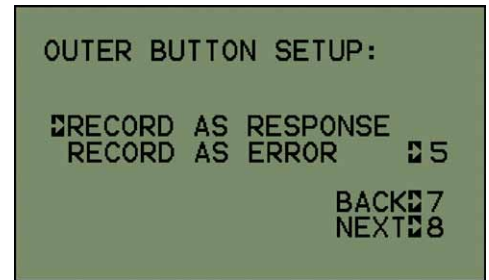 OUTER BUTTON SETUP:
RECORD AS RESPONSE
RECORD AS ERROR 5
BACK 7
NEXT 8